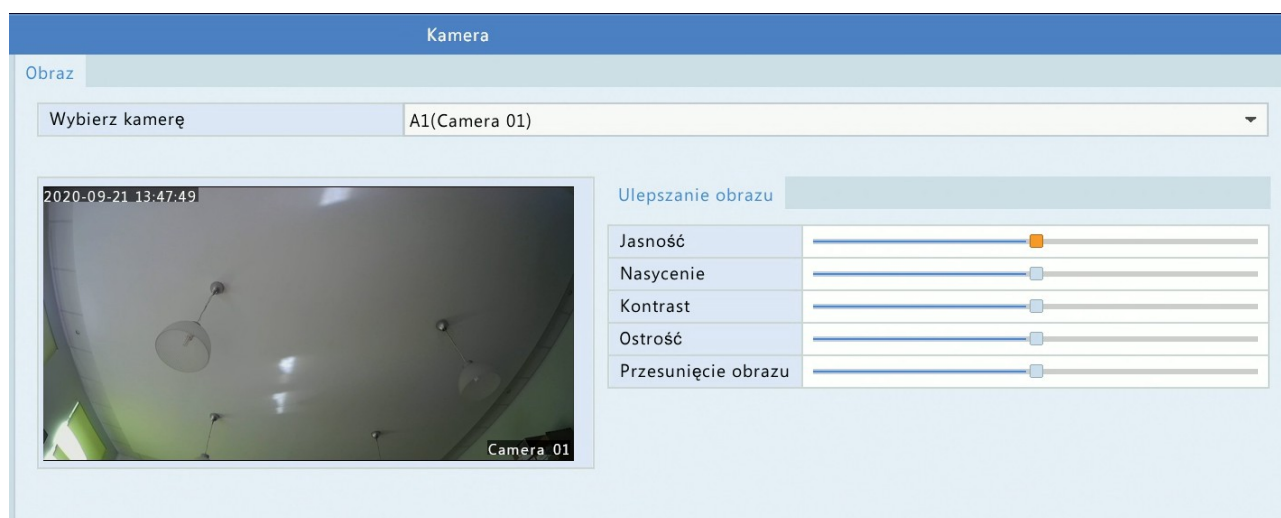 Kamera
Obraz
Wybierz kamerę A1(Camera 01)
2020-09-21 13:47:49
Ulepszanie obrazu
Jasność
Nasycenie
Kontrast
Ostrość
Przesunięcie obrazu
Camera 01